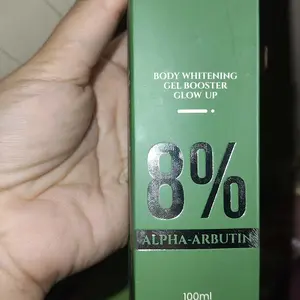 BODY WHITENING
GEL BOOSTER
GLOW UP
8%
ALPHA-ARBUTIN
100ml